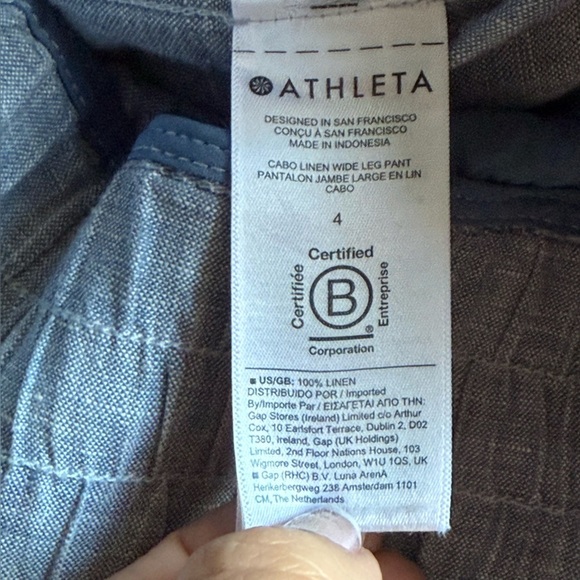 ATHLETA
DESIGNED IN SAN FRANCISCO
CONÇU À SAN FRANCISCO
MADE IN INDONESIA
CABO LINEN WIDE LEG PANT
PANTALON JAMBE LARGE EN LIN
CABO
4
Certified
Certifiée
B
Entreprise
®
Corporation
US/GB: 100% LINEN
DISTRIBUIDO POR / Imported
By/Importe Par / ΕΙΣΑΓΕΤΑΙ ΑΠΟ ΤΗΝ:
Gap Stores (Ireland) Limited c/o Arthur
Cox, 10 Earlsfort Terrace, Dublin 2, D02
T380, Ireland, Gap (UK Holdings)
Limited, 2nd Floor Nations House, 103
Wigmore Street, London, W1U 1QS, UK
Gap (RHC) B.V. Luna ArenA
Herikerbergweg 238 Amsterdam 1101
CM, The Netherlands